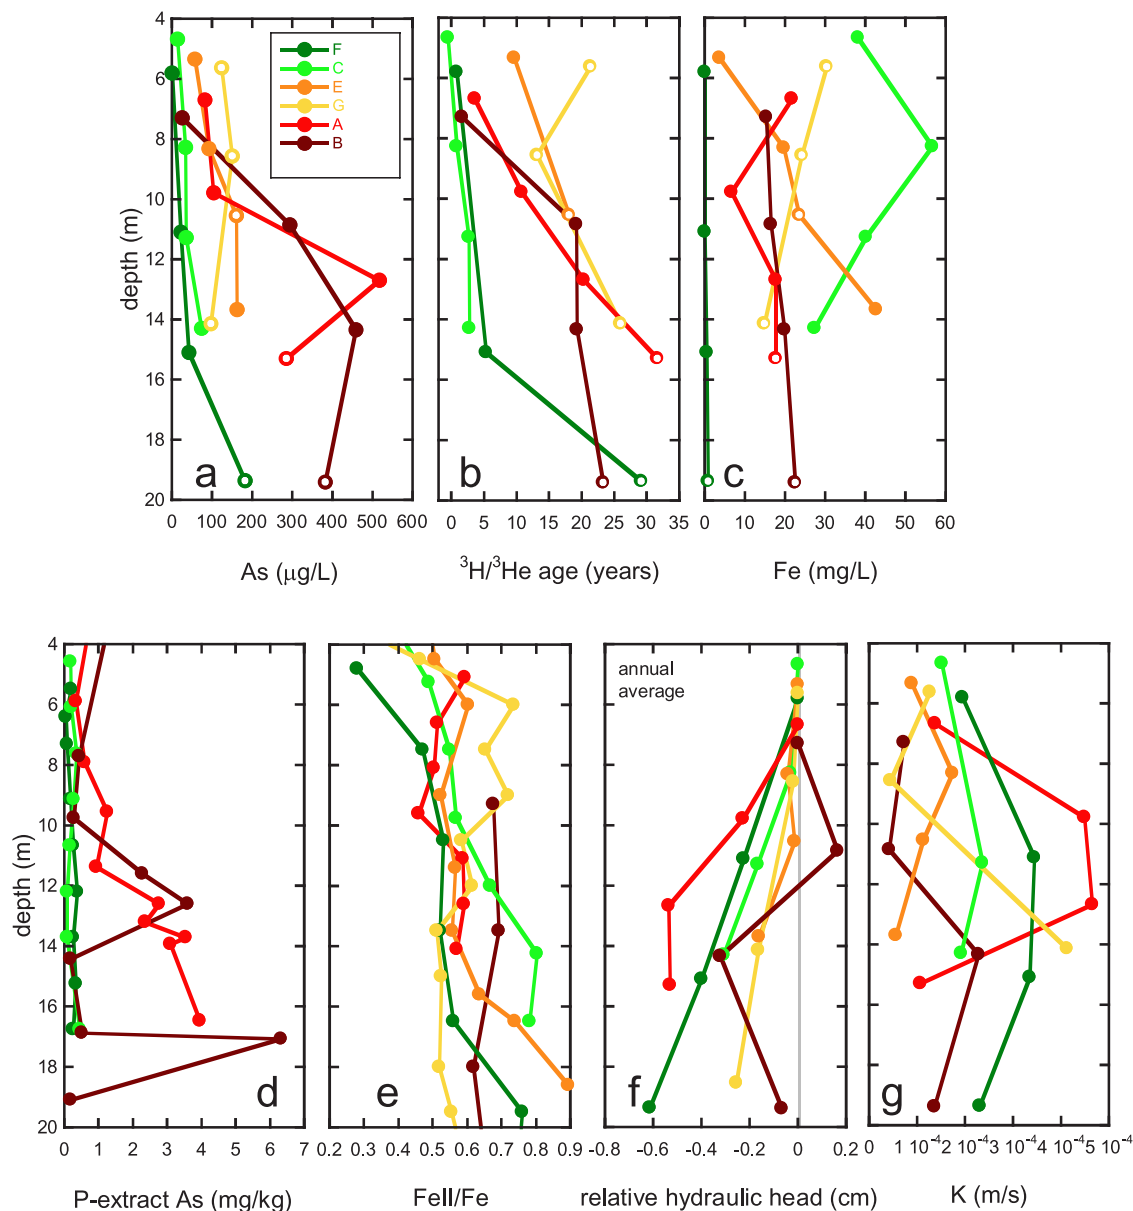 4
6
8
10
12
14
16
18
20
depth (m)
F
C
E
G
A
B
a
b
c
0 100 200 300 400 500 600
0 5 10 15 20 25 30 35
0 10 20 30 40 50 60
As (μg/L)
³H/³He age (years)
Fe (mg/L)
4
6
8
10
12
14
16
18
20
depth (m)
annual
average
d
e
f
g
0 1 2 3 4 5 6 7
0.2 0.3 0.4 0.5 0.6 0.7 0.8 0.9
-0.8 -0.6 -0.4 -0.2 0 0.2
0 1 10⁻⁴ 2 10⁻⁴ 3 10⁻⁴ 4 10⁻⁴ 5 10⁻⁴
P-extract As (mg/kg)
FeII/Fe
relative hydraulic head (cm)
K (m/s)